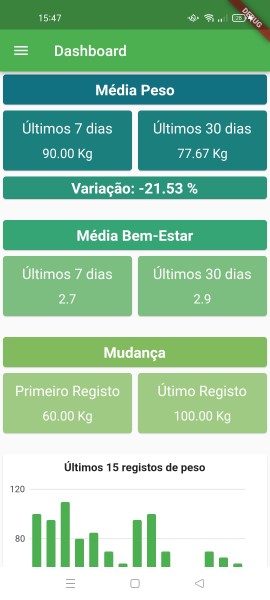 15:47
DEBUG
Dashboard
Média Peso
Últimos 7 dias
90.00 Kg
Últimos 30 dias
77.67 Kg
Variação: -21.53 %
Média Bem-Estar
Últimos 7 dias
2.7
Últimos 30 dias
2.9
Mudança
Primeiro Registo
60.00 Kg
Útimo Registo
100.00 Kg
Últimos 15 registos de peso
120
80